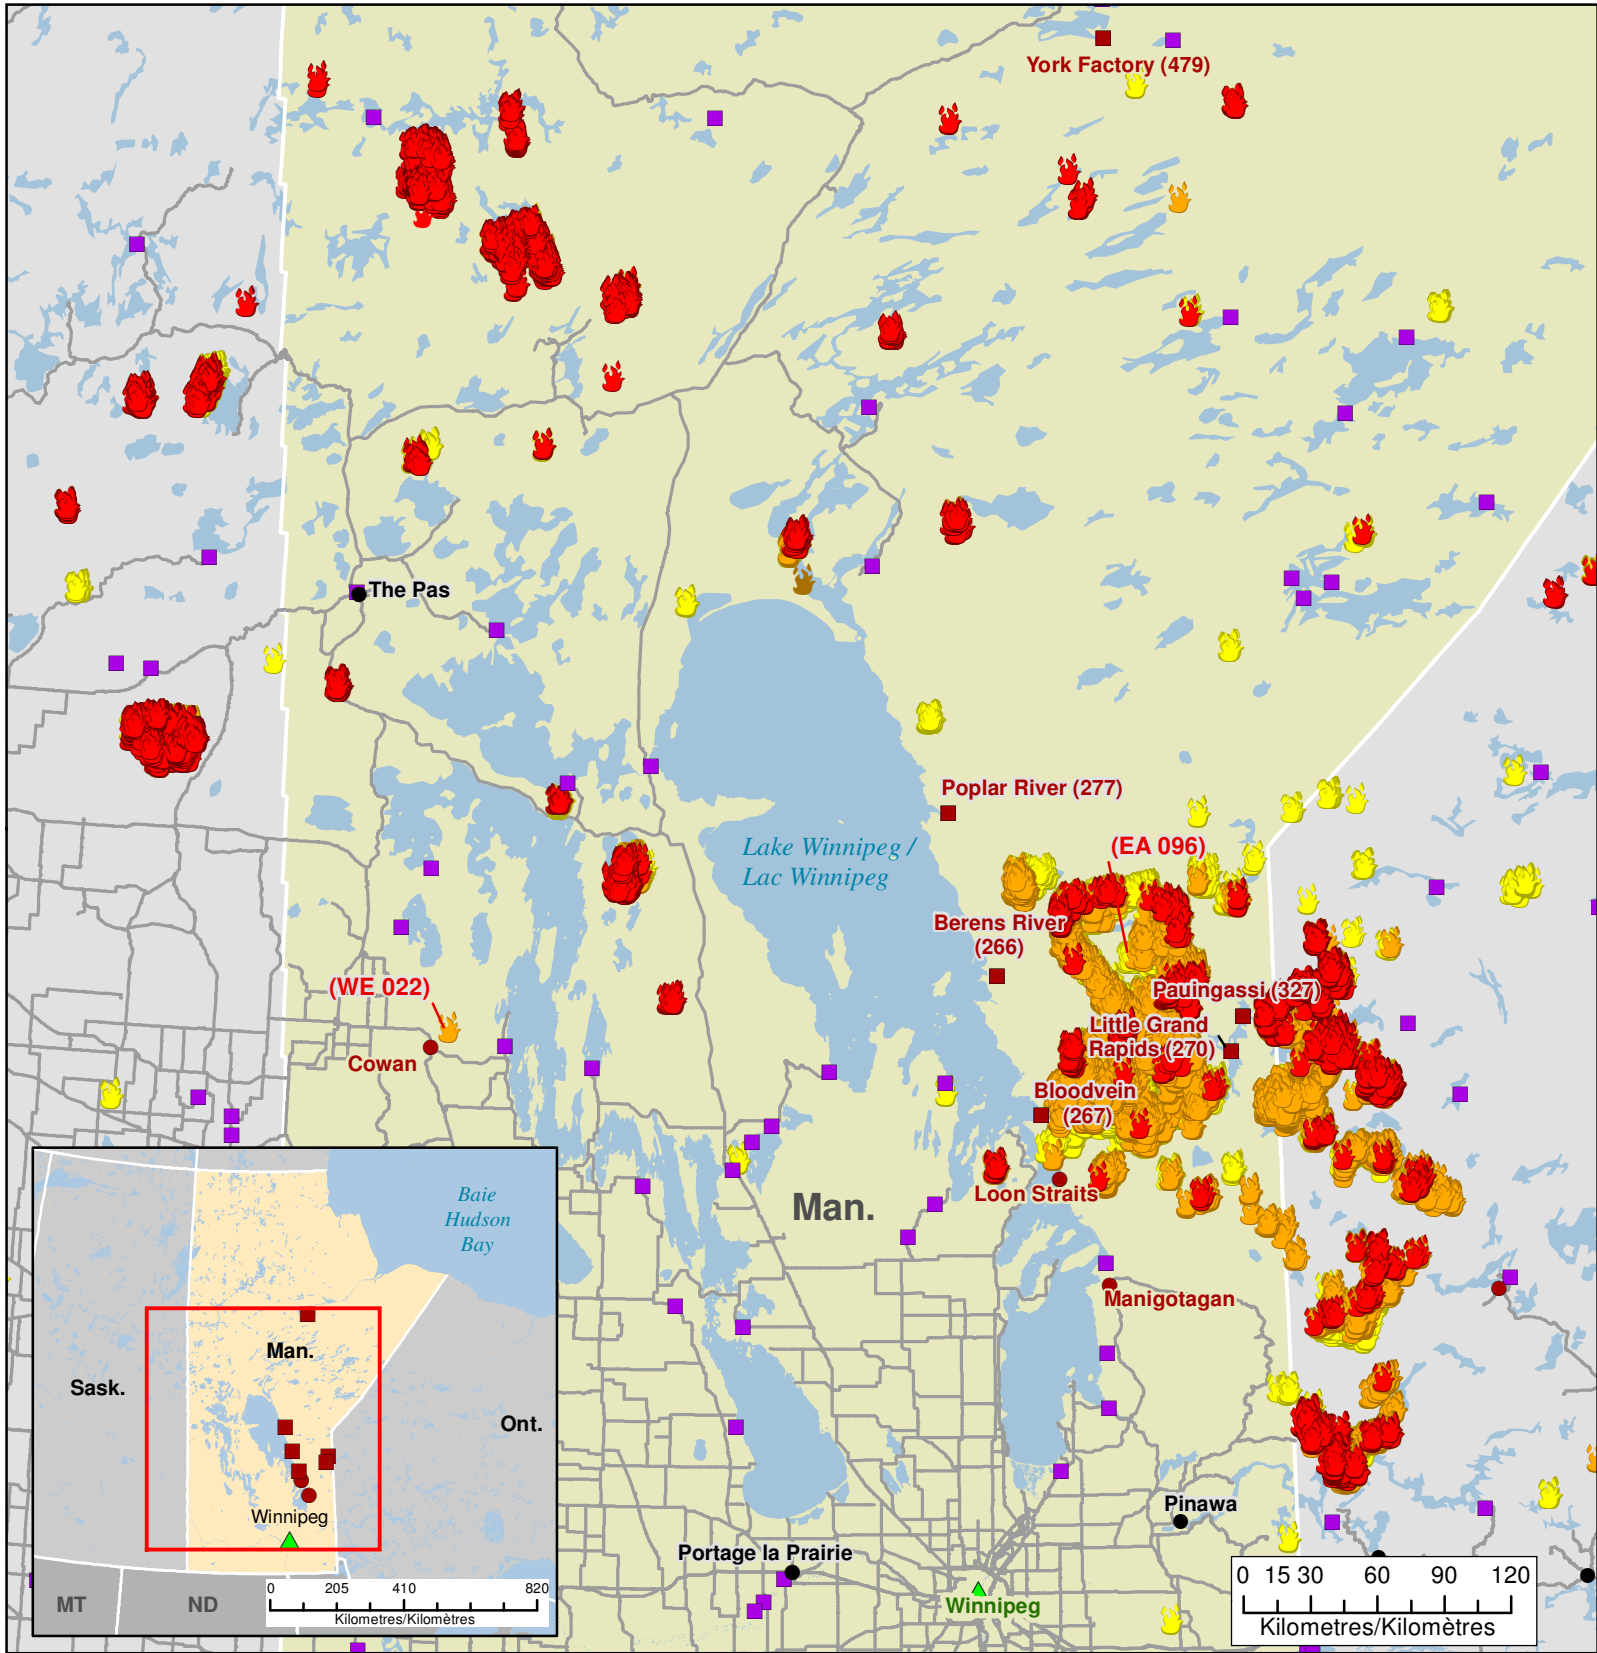 York Factory (479)
The Pas
Poplar River (277)
Lake Winnipeg /
Lac Winnipeg
(EA 096)
Berens River
(266)
(WE 022)
Pauingassi (327)
Little Grand
Rapids (270)
Cowan
Bloodvein
(267)
Loon Straits
Man.
Manigotagan
Pinawa
Portage la Prairie
Winnipeg
0 15 30 60 90 120
Kilometres/Kilomètres
Baie
Hudson
Bay
Man.
Sask.
Ont.
Winnipeg
MT
ND
0 205 410 820
Kilometres/Kilomètres